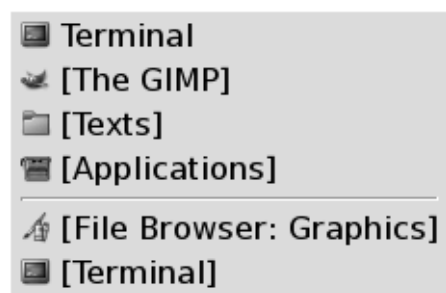 Terminal
[The GIMP]
[Texts]
[Applications]
[File Browser: Graphics]
[Terminal]